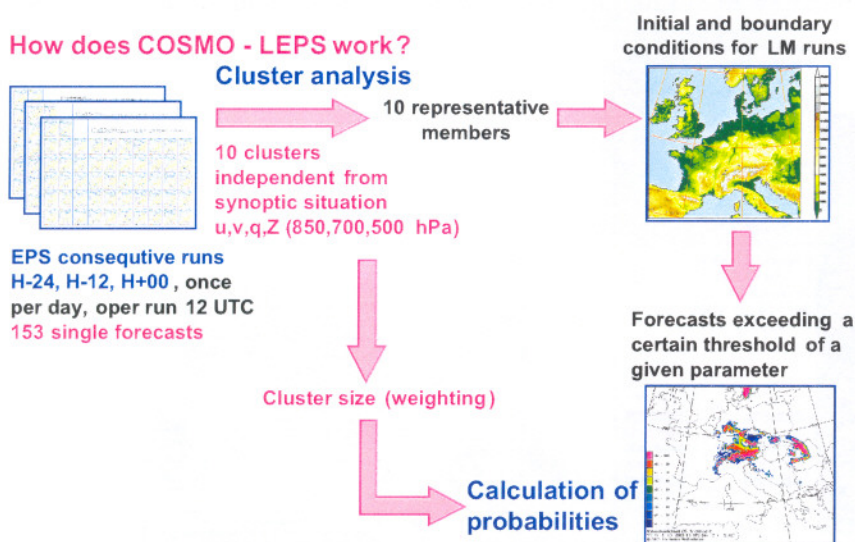 How does COSMO - LEPS work?
Cluster analysis
10 representative
members
Initial and boundary
conditions for LM runs
10 clusters
independent from
synoptic situation
u,v,q,Z (850,700,500 hPa)
EPS consequtive runs
H-24, H-12, H+00 , once
per day, oper run 12 UTC
153 single forecasts
Forecasts exceeding a
certain threshold of a
given parameter
Cluster size (weighting)
Calculation of
probabilities